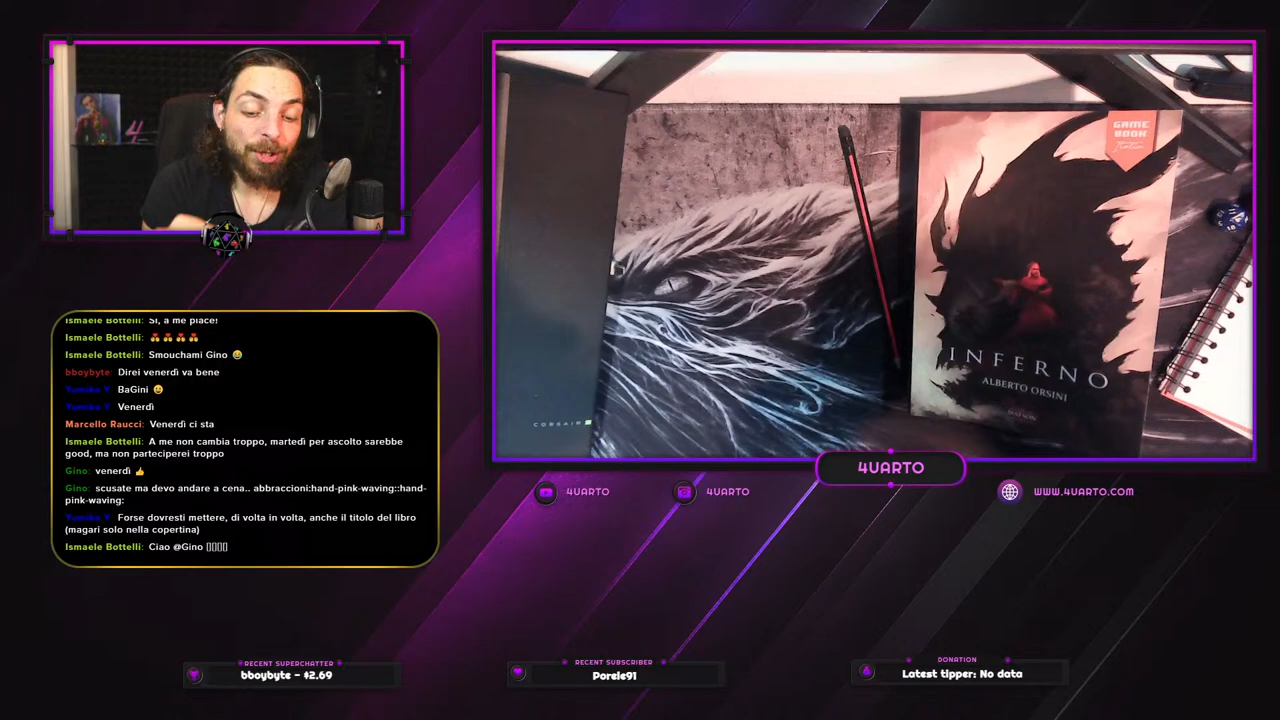 GAME
BOOK
INFERNO
ALBERTO ORSINI
CORSAIR
4UARTO
4UARTO
4UARTO
WWW.4UARTO.COM
Ismaele Bottelli: Si, a me piace!
Ismaele Bottelli:
Ismaele Bottelli: Smouchami Gino
bboybyte: Direi venerdì va bene
Yumiko Y: BaGini
Yumiko Y: Venerdì
Marcello Raucci: Venerdì ci sta
Ismaele Bottelli: A me non cambia troppo, martedì per ascolto sarebbe
good, ma non parteciperei troppo
Gino: venerdì
Gino: scusate ma devo andare a cena.. abbraccioni:hand-pink-waving::hand-
pink-waving:
Yumiko Y: Forse dovresti mettere, di volta in volta, anche il titolo del libro
(magari solo nella copertina)
Ismaele Bottelli: Ciao @Gino
RECENT SUPERCHATTER
bboybyte - $2.69
RECENT SUBSCRIBER
Porele91
DONATION
Latest tipper: No data